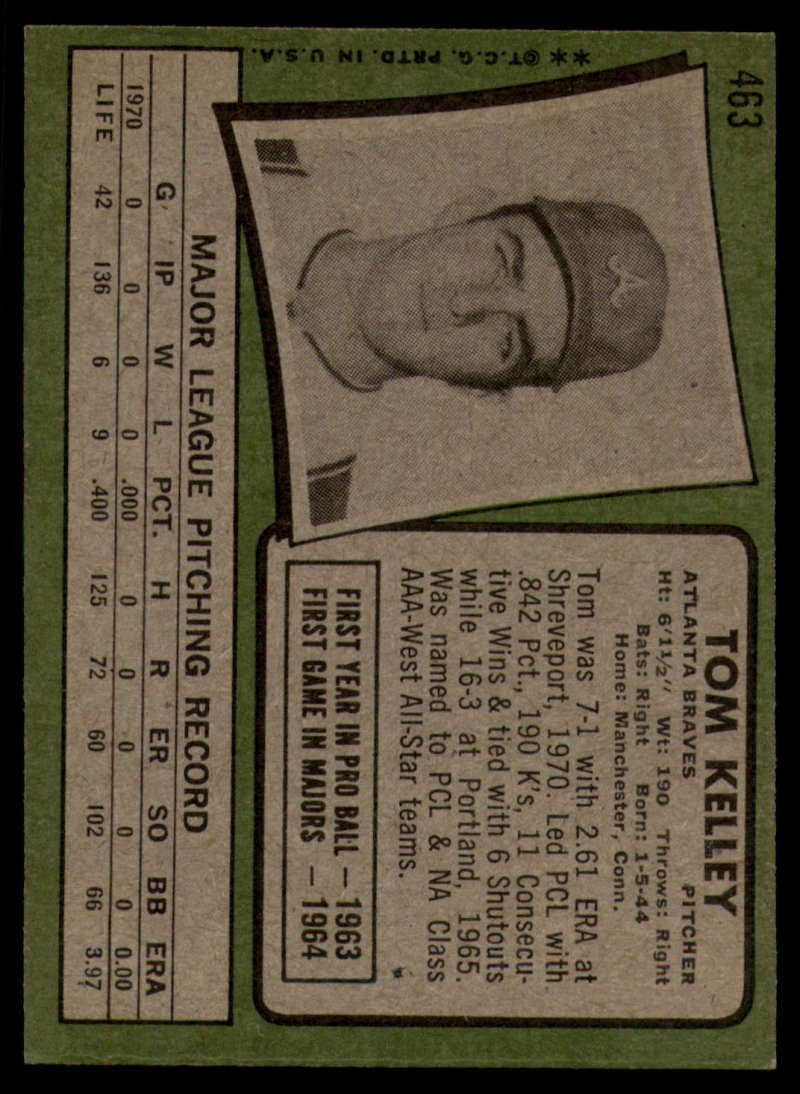 463
**©T.C.G. PRTD. IN U.S.A.
A
TOM KELLEY
ATLANTA BRAVES PITCHER
Ht: 6'1½" Wt: 190 Throws: Right
Bats: Right Born: 1-5-44
Home: Manchester, Conn.
Tom was 7-1 with 2.61 ERA at
Shreveport, 1970. Led PCL with
.842 Pct., 190 K's, 11 Consecu-
tive Wins & tied with 6 Shutouts
while 16-3 at Portland, 1965.
Was named to PCL & NA Class
AAA-West All-Star teams.
FIRST YEAR IN PRO BALL — 1963
FIRST GAME IN MAJORS — 1964
MAJOR LEAGUE PITCHING RECORD
G IP W L PCT. H R ER SO BB ERA
1970 0 0 0 0 .000 0 0 0 0 0 0.00
LIFE 42 136 6 9 .400 125 72 60 102 66 3.97